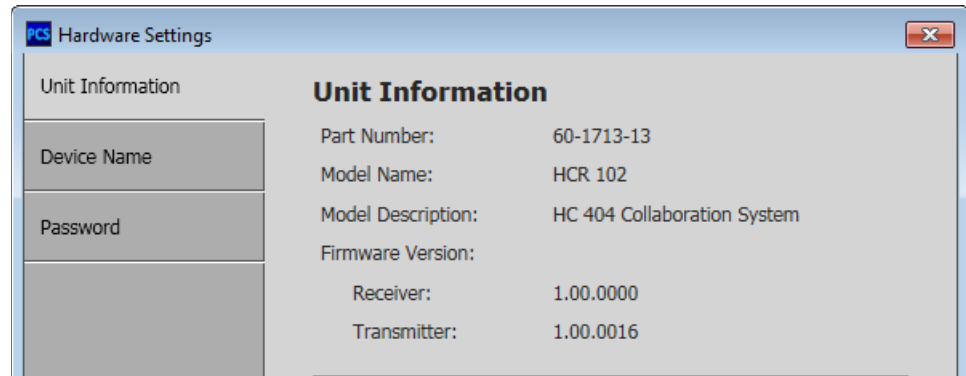 PCS Hardware Settings
Unit Information
Device Name
Password
Unit Information
Part Number: 60-1713-13
Model Name: HCR 102
Model Description: HC 404 Collaboration System
Firmware Version:
Receiver: 1.00.0000
Transmitter: 1.00.0016